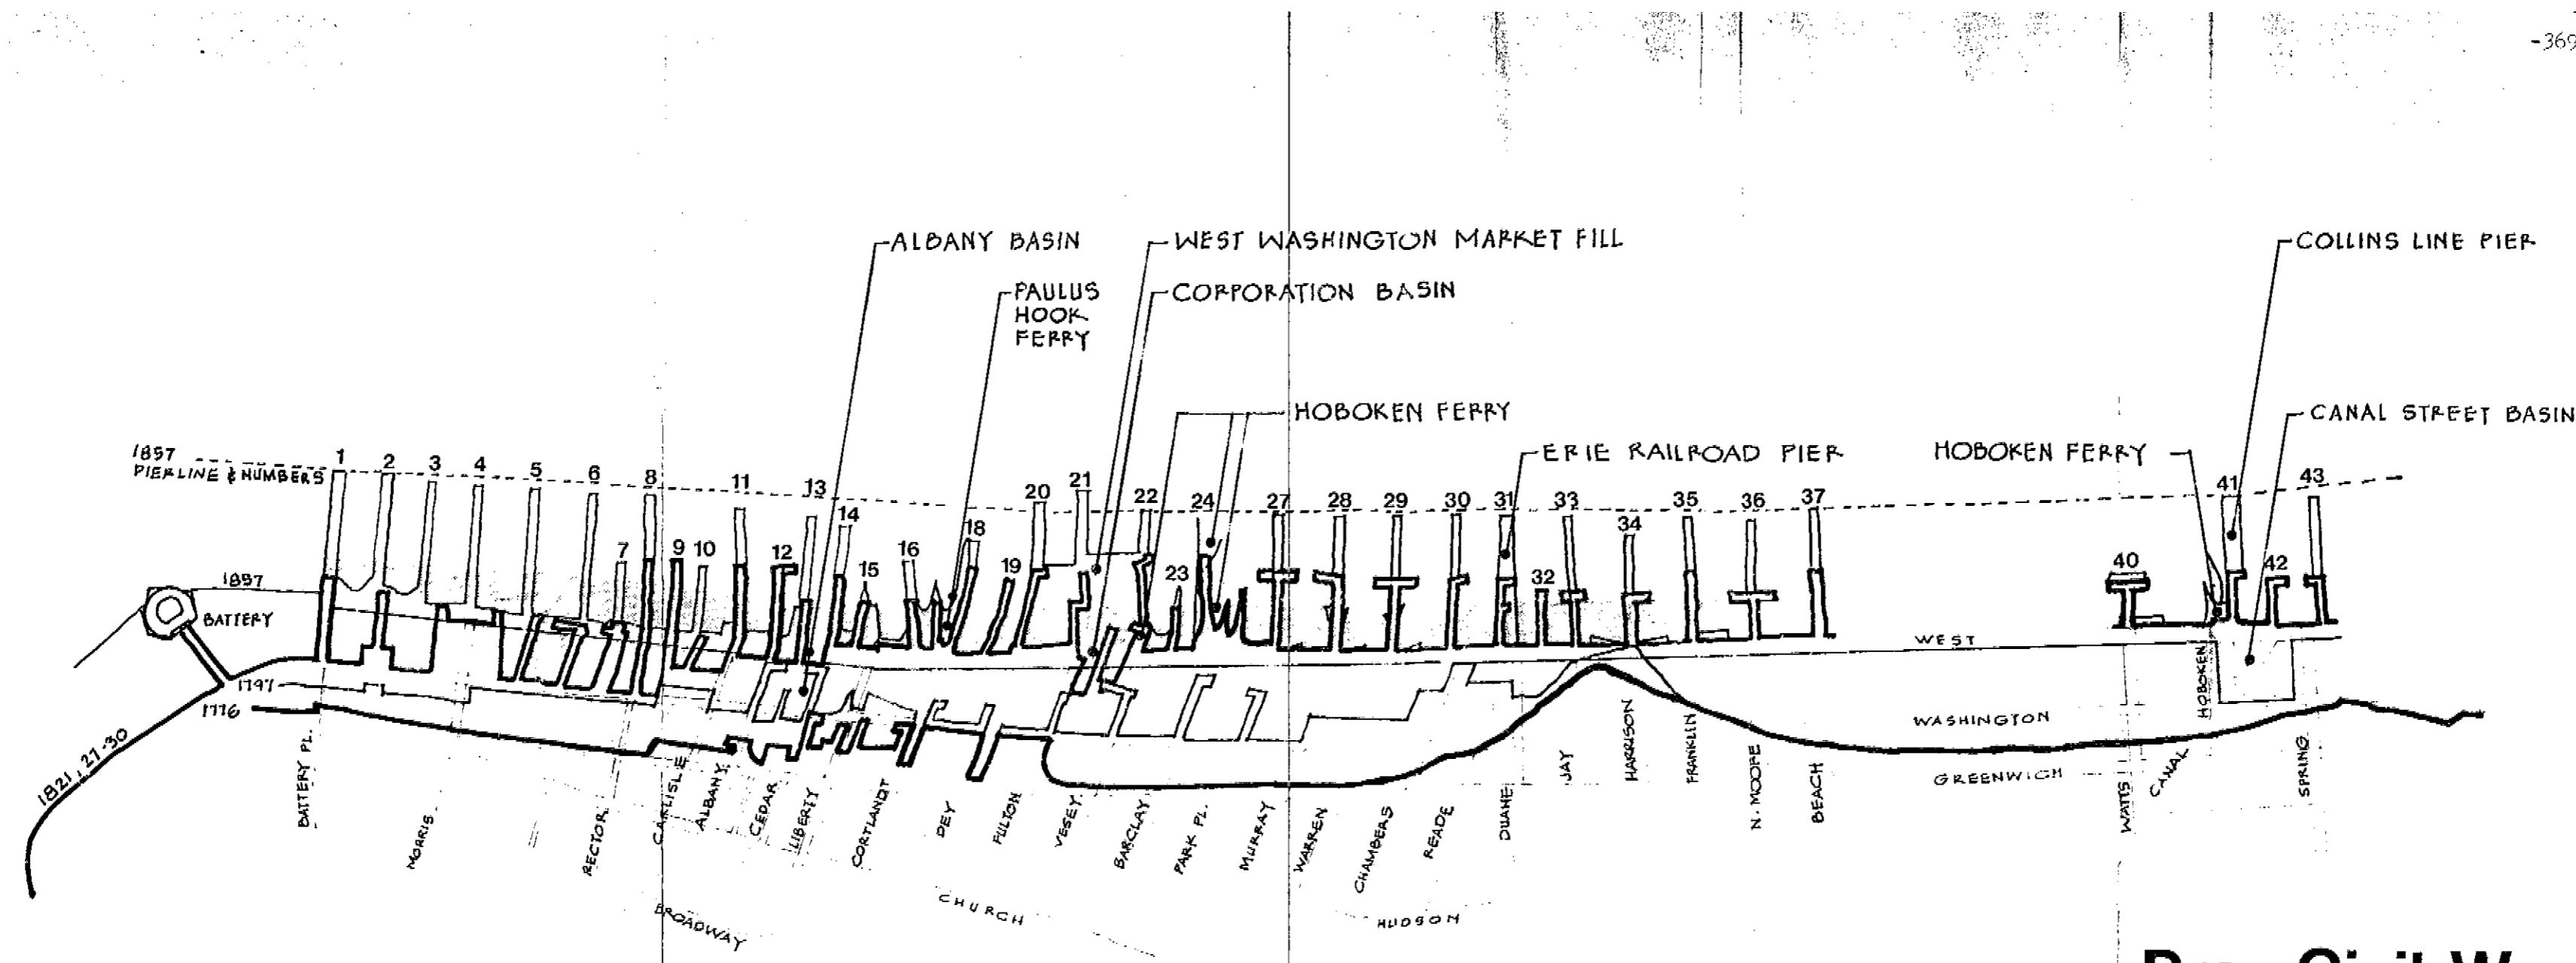 -369
ALBANY BASIN
WEST WASHINGTON MARKET FILL
COLLINS LINE PIER
PAULUS
HOOK
FERRY
CORPORATION BASIN
HOBOKEN FERRY
CANAL STREET BASIN
ERIE RAILROAD PIER
HOBOKEN FERRY
1857
PIERLINE & NUMBERS
1 2 3 4 5 6 7 8 9 10 11 12 13 14 15 16 18 19 20 21 22 23 24 27 28 29 30 31 32 33 34 35 36 37 40 41 42 43
1857
BATTERY
WEST
1797
1776
1821, 27-30
WASHINGTON
GREENWICH
HOBOKEN
BATTERY PL.
MORRIS
RECTOR
CARLISLE
ALBANY
CEDAR
LIBERTY
CORTLANDT
DEY
FULTON
VESEY
BARCLAY
PARK PL.
MURRAY
WARREN
CHAMBERS
READE
DUANE
JAY
HARRISON
FRANKLIN
N. MOORE
BEACH
WATTS
CANAL
SPRING
BROADWAY
CHURCH
HUDSON